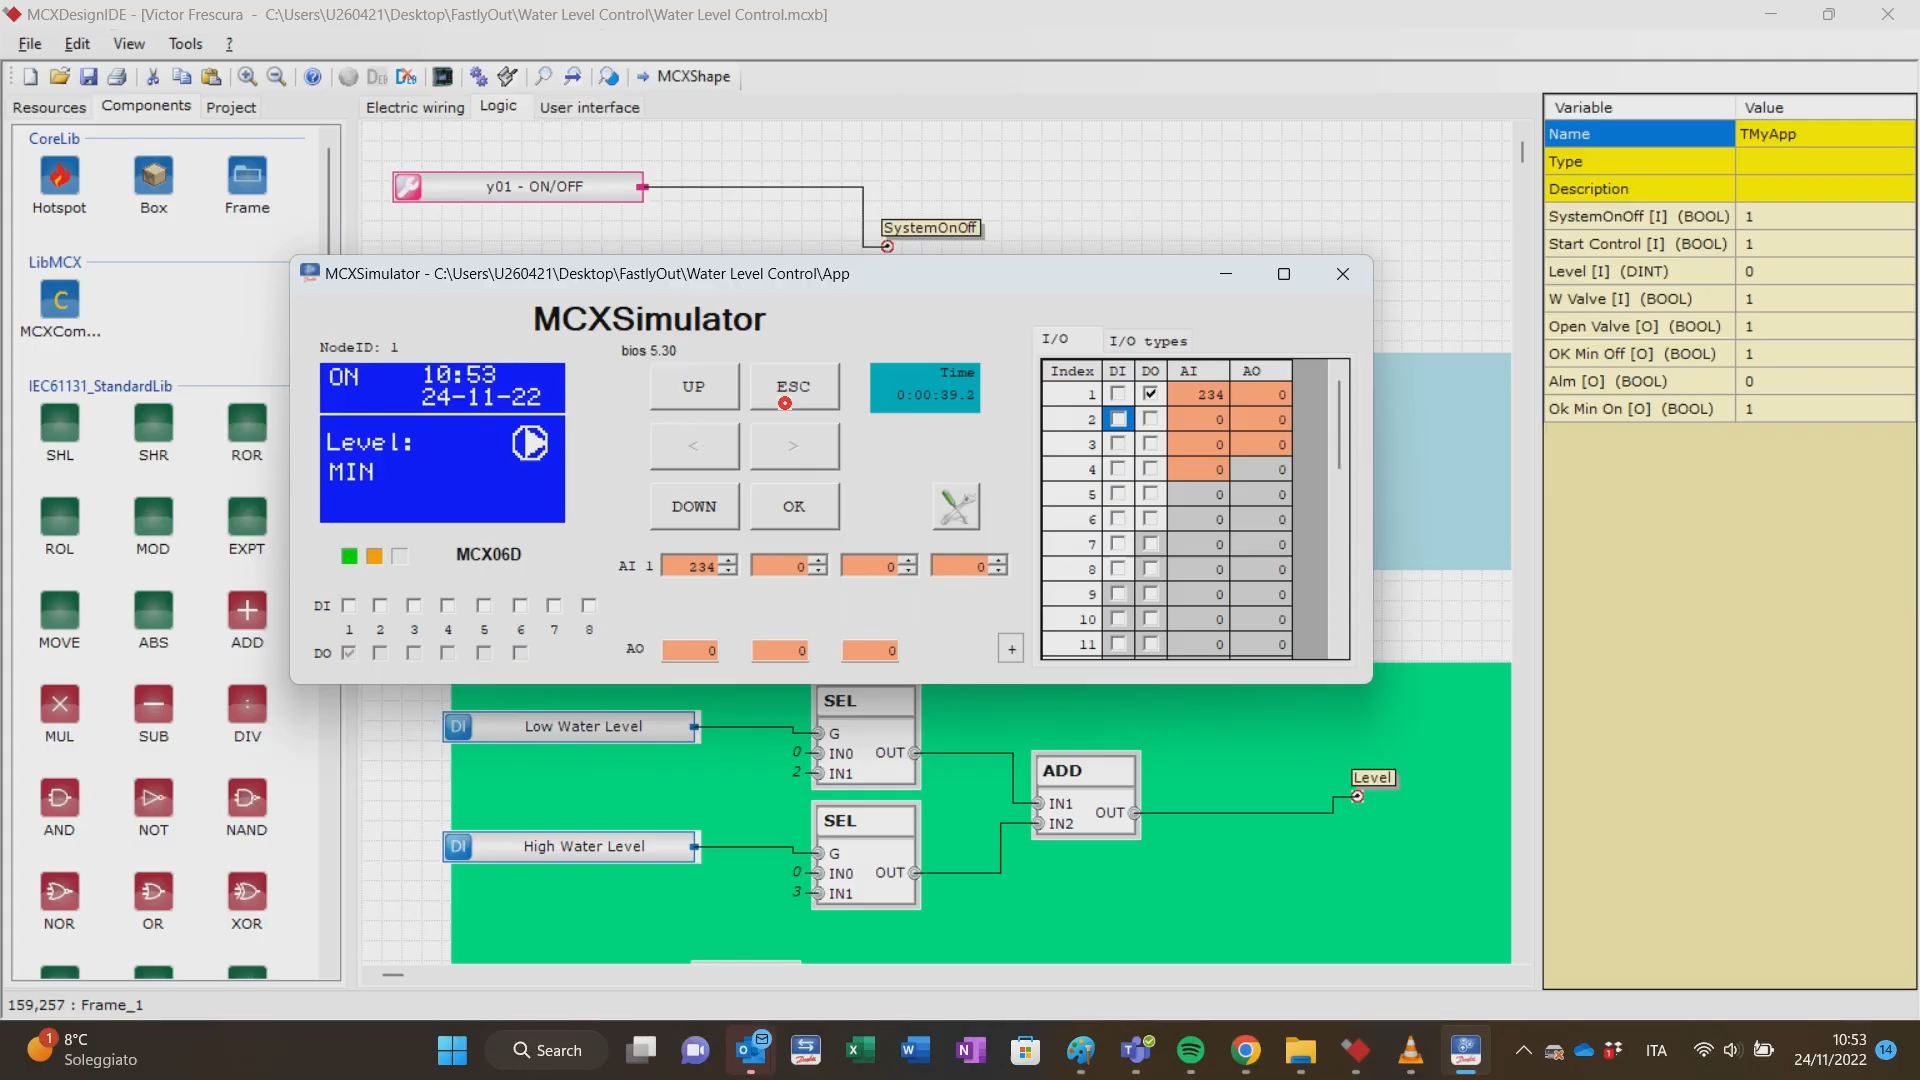 MCXDesignIDE - [Victor Frescura - C:\Users\U260421\Desktop\FastlyOut\Water Level Control\Water Level Control.mcxb]
File Edit View Tools ?
MCXShape
Resources Components Project
Electric wiring Logic User interface
CoreLib
Hotspot Box Frame
LibMCX
C
MCXCom...
IEC61131_StandardLib
SHL SHR ROR
ROL MOD EXPT
MOVE ABS ADD
MUL SUB DIV
AND NOT NAND
NOR OR XOR
y01 - ON/OFF
SystemOnOff
MCXSimulator - C:\Users\U260421\Desktop\FastlyOut\Water Level Control\App
MCXSimulator
NodeID: 1
bios 5.30
ON 10:53
24-11-22
Level:
MIN
UP ESC
< >
DOWN OK
Time
0:00:39.2
MCX06D
AI 1 234 0 0 0
DI
1 2 3 4 5 6 7 8
DO
AO 0 0 0
+
I/O I/O types
Index DI DO AI AO
1 234 0
2 0 0
3 0 0
4 0 0
5 0 0
6 0 0
7 0 0
8 0 0
9 0 0
10 0 0
11 0 0
DI Low Water Level
SEL
G
0 IN0 OUT
2 IN1
DI High Water Level
SEL
G
0 IN0 OUT
3 IN1
ADD
IN1
IN2 OUT
Level
Variable Value
Name TMyApp
Type
Description
SystemOnOff [I] (BOOL) 1
Start Control [I] (BOOL) 1
Level [I] (DINT) 0
W Valve [I] (BOOL) 1
Open Valve [O] (BOOL) 1
OK Min Off [O] (BOOL) 1
Alm [O] (BOOL) 0
Ok Min On [O] (BOOL) 1
159,257 : Frame_1
1 8°C
Soleggiato
Search
ITA
10:53
24/11/2022
14